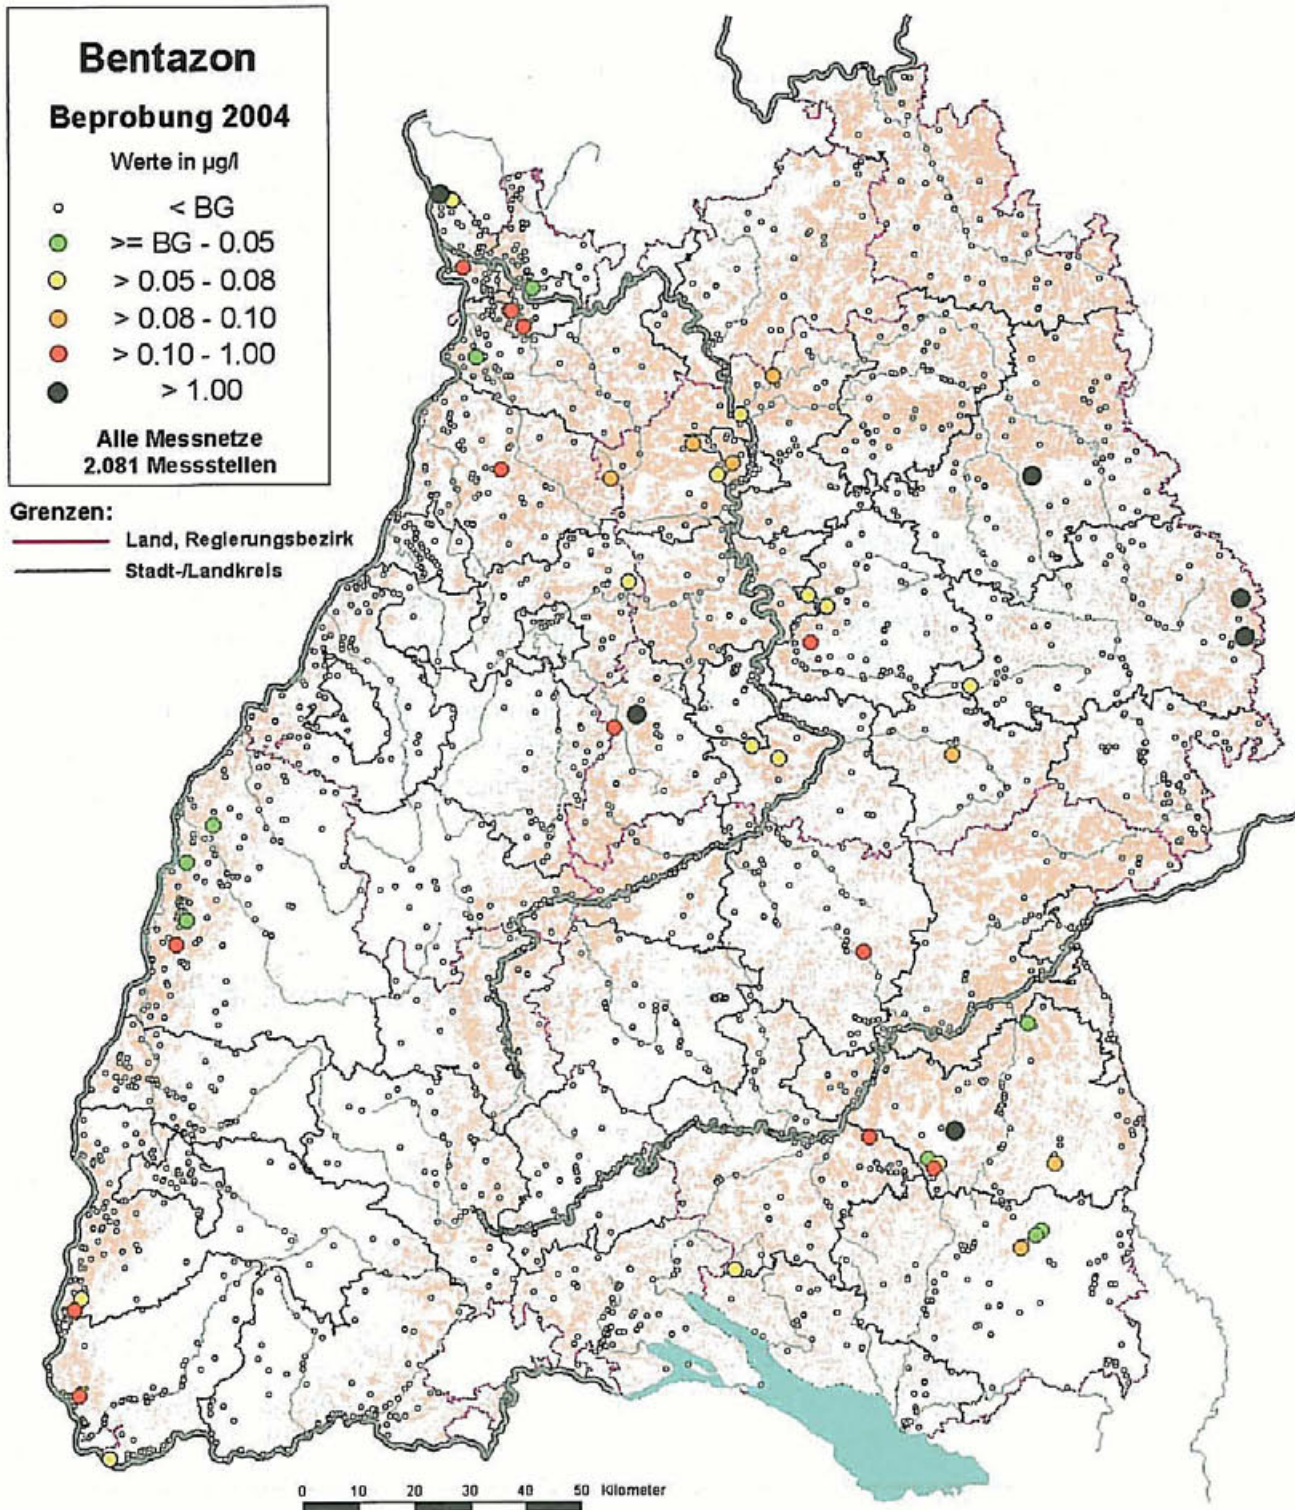 Bentazon
Beprobung 2004
Werte in µg/l
< BG
>= BG - 0.05
> 0.05 - 0.08
> 0.08 - 0.10
> 0.10 - 1.00
> 1.00
Alle Messnetze
2.081 Messstellen
Grenzen:
Land, Regierungsbezirk
Stadt-/Landkreis
0 10 20 30 40 50 Kilometer